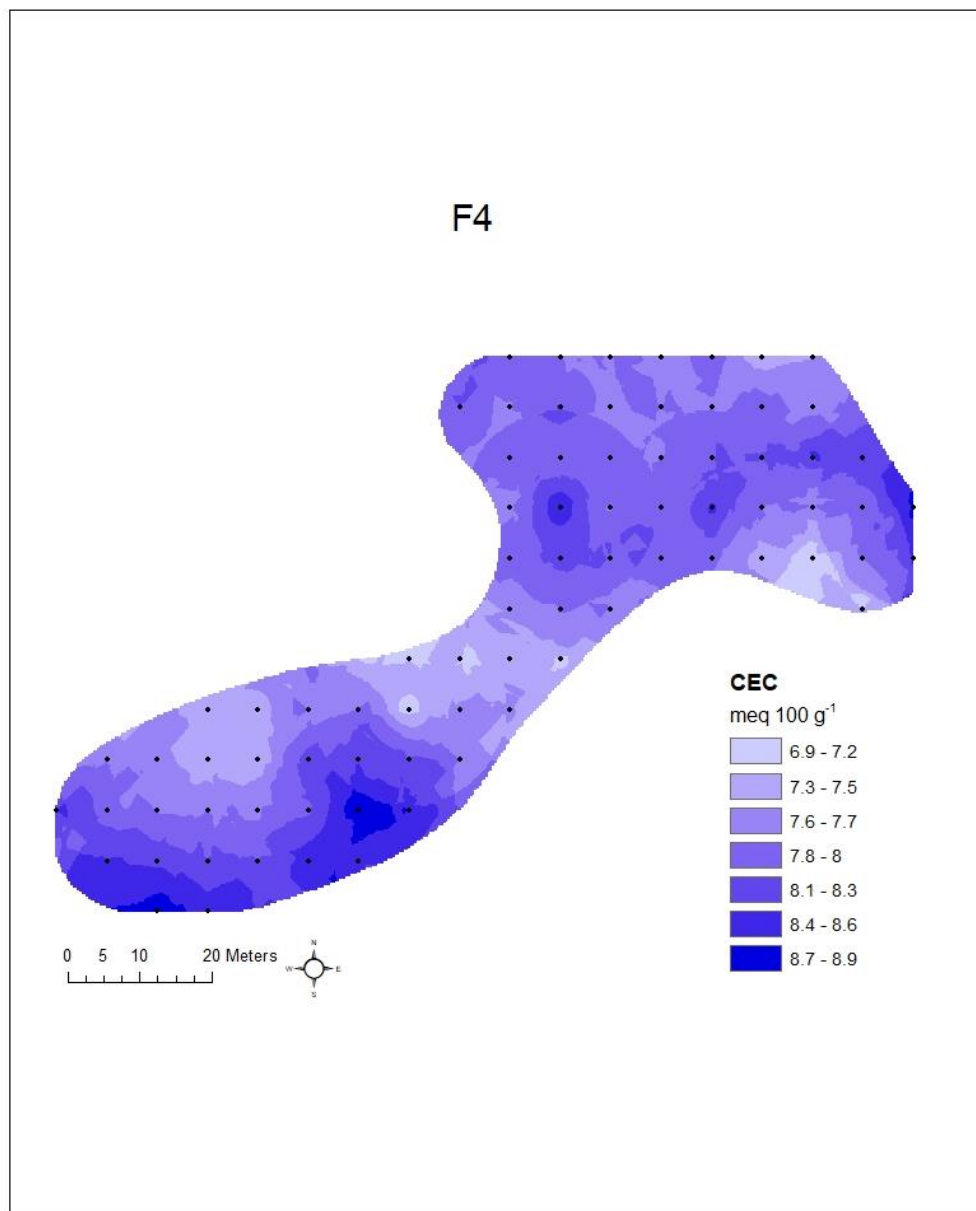 F4
CEC
meq 100 g⁻¹
6.9 - 7.2
7.3 - 7.5
7.6 - 7.7
7.8 - 8
8.1 - 8.3
8.4 - 8.6
8.7 - 8.9
0 5 10 20 Meters
N
W E
S